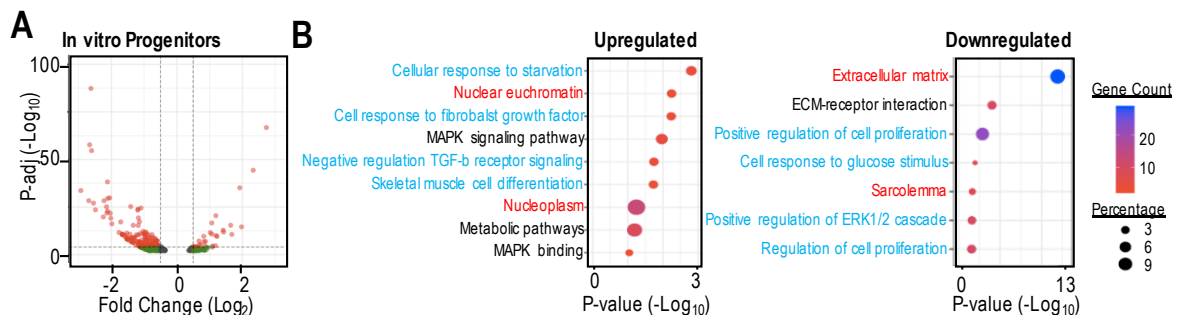 A
In vitro Progenitors
100
50
0
P-adj (-Log10)
-2
0
2
Fold Change (Log2)
B
Upregulated
Cellular response to starvation
Nuclear euchromatin
Cell response to fibrobalst growth factor
MAPK signaling pathway
Negative regulation TGF-b receptor signaling
Skeletal muscle cell differentiation
Nucleoplasm
Metabolic pathways
MAPK binding
0
3
P-value (-Log10)
Downregulated
Extracellular matrix
ECM-receptor interaction
Positive regulation of cell proliferation
Cell response to glucose stimulus
Sarcolemma
Positive regulation of ERK1/2 cascade
Regulation of cell proliferation
0
13
P-value (-Log10)
Gene Count
20
10
Percentage
3
6
9